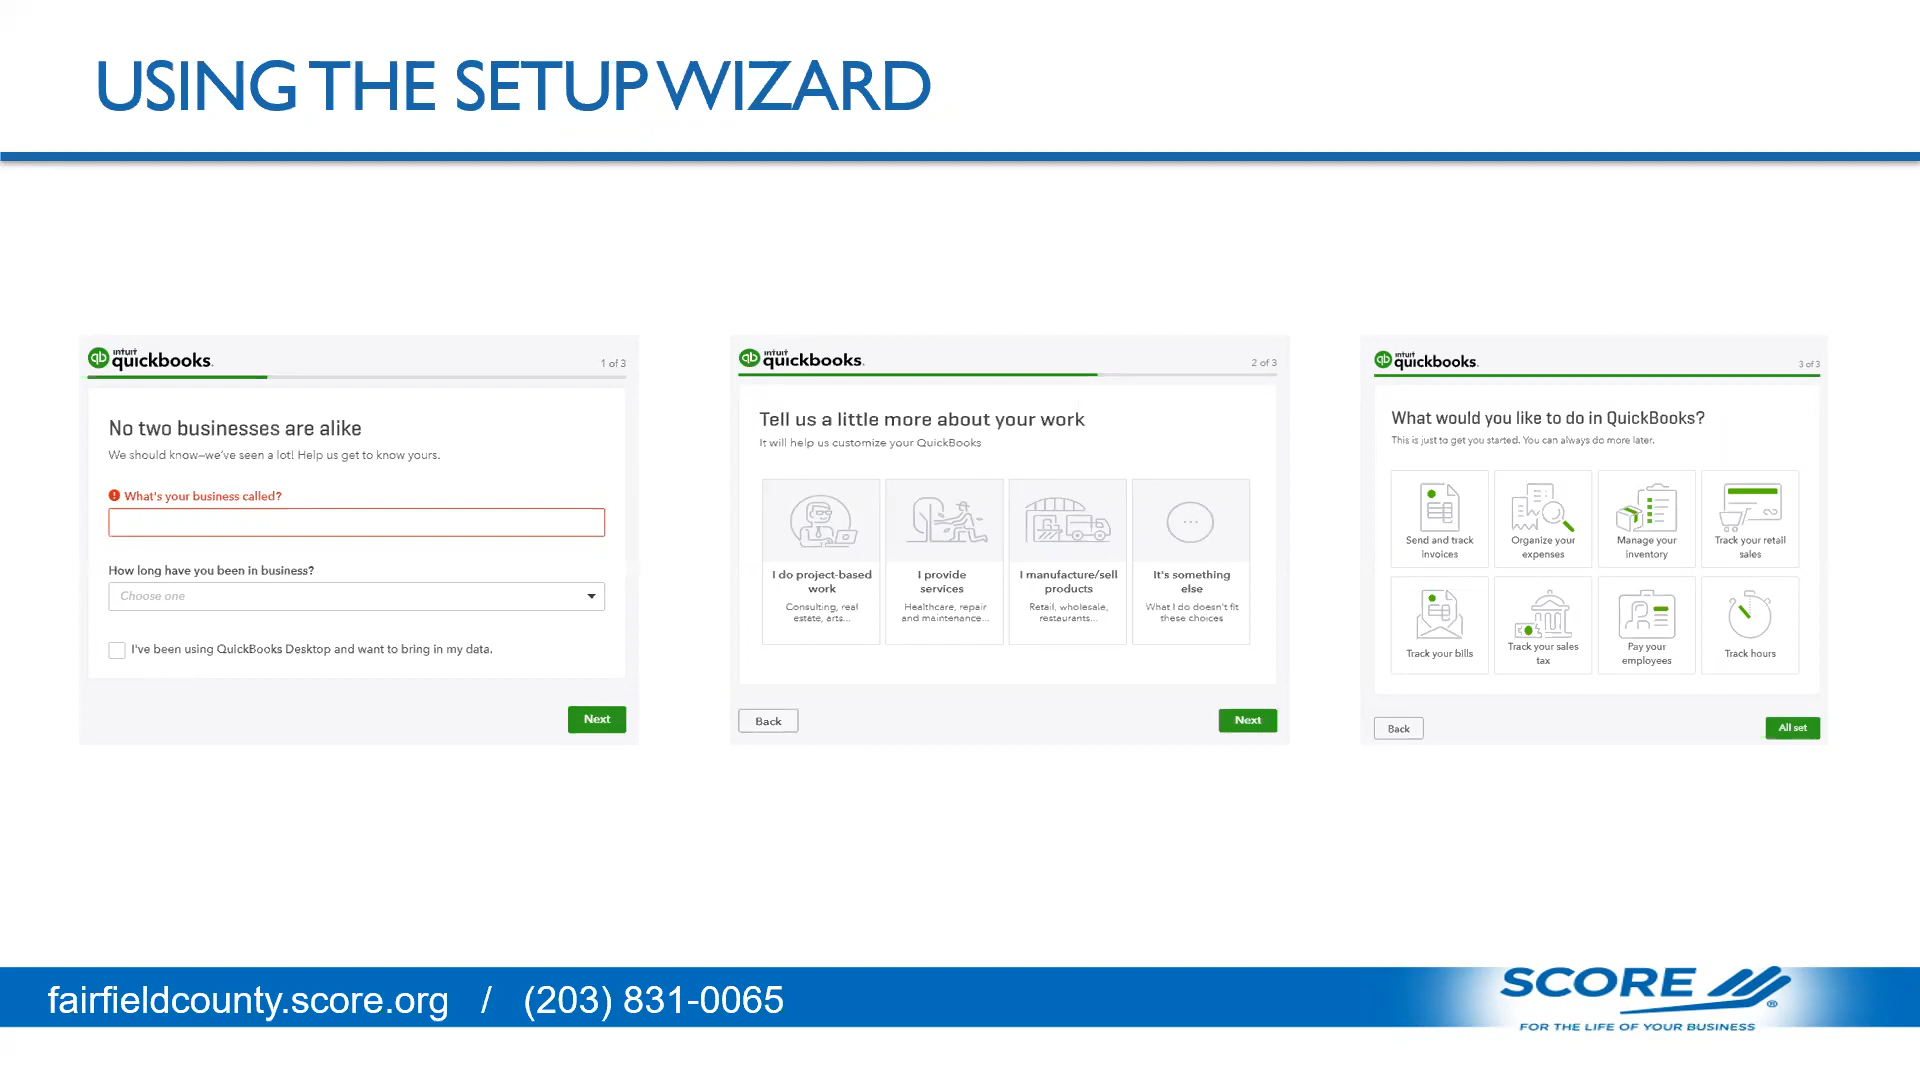 USING THE SETUP WIZARD
qb intuit quickbooks.
1 of 3
No two businesses are alike
We should know—we've seen a lot! Help us get to know yours.
! What's your business called?
How long have you been in business?
Choose one
I've been using QuickBooks Desktop and want to bring in my data.
Next
qb intuit quickbooks.
2 of 3
Tell us a little more about your work
It will help us customize your QuickBooks
I do project-based
work
Consulting, real
estate, arts...
I provide
services
Healthcare, repair
and maintenance...
I manufacture/sell
products
Retail, wholesale,
restaurants...
...
It's something
else
What I do doesn't fit
these choices
Back
Next
qb intuit quickbooks.
3 of 3
What would you like to do in QuickBooks?
This is just to get you started. You can always do more later.
Send and track
invoices
Organize your
expenses
Manage your
inventory
Track your retail
sales
Track your bills
Track your sales
tax
Pay your
employees
Track hours
Back
All set
fairfieldcounty.score.org / (203) 831-0065
SCORE ®
FOR THE LIFE OF YOUR BUSINESS